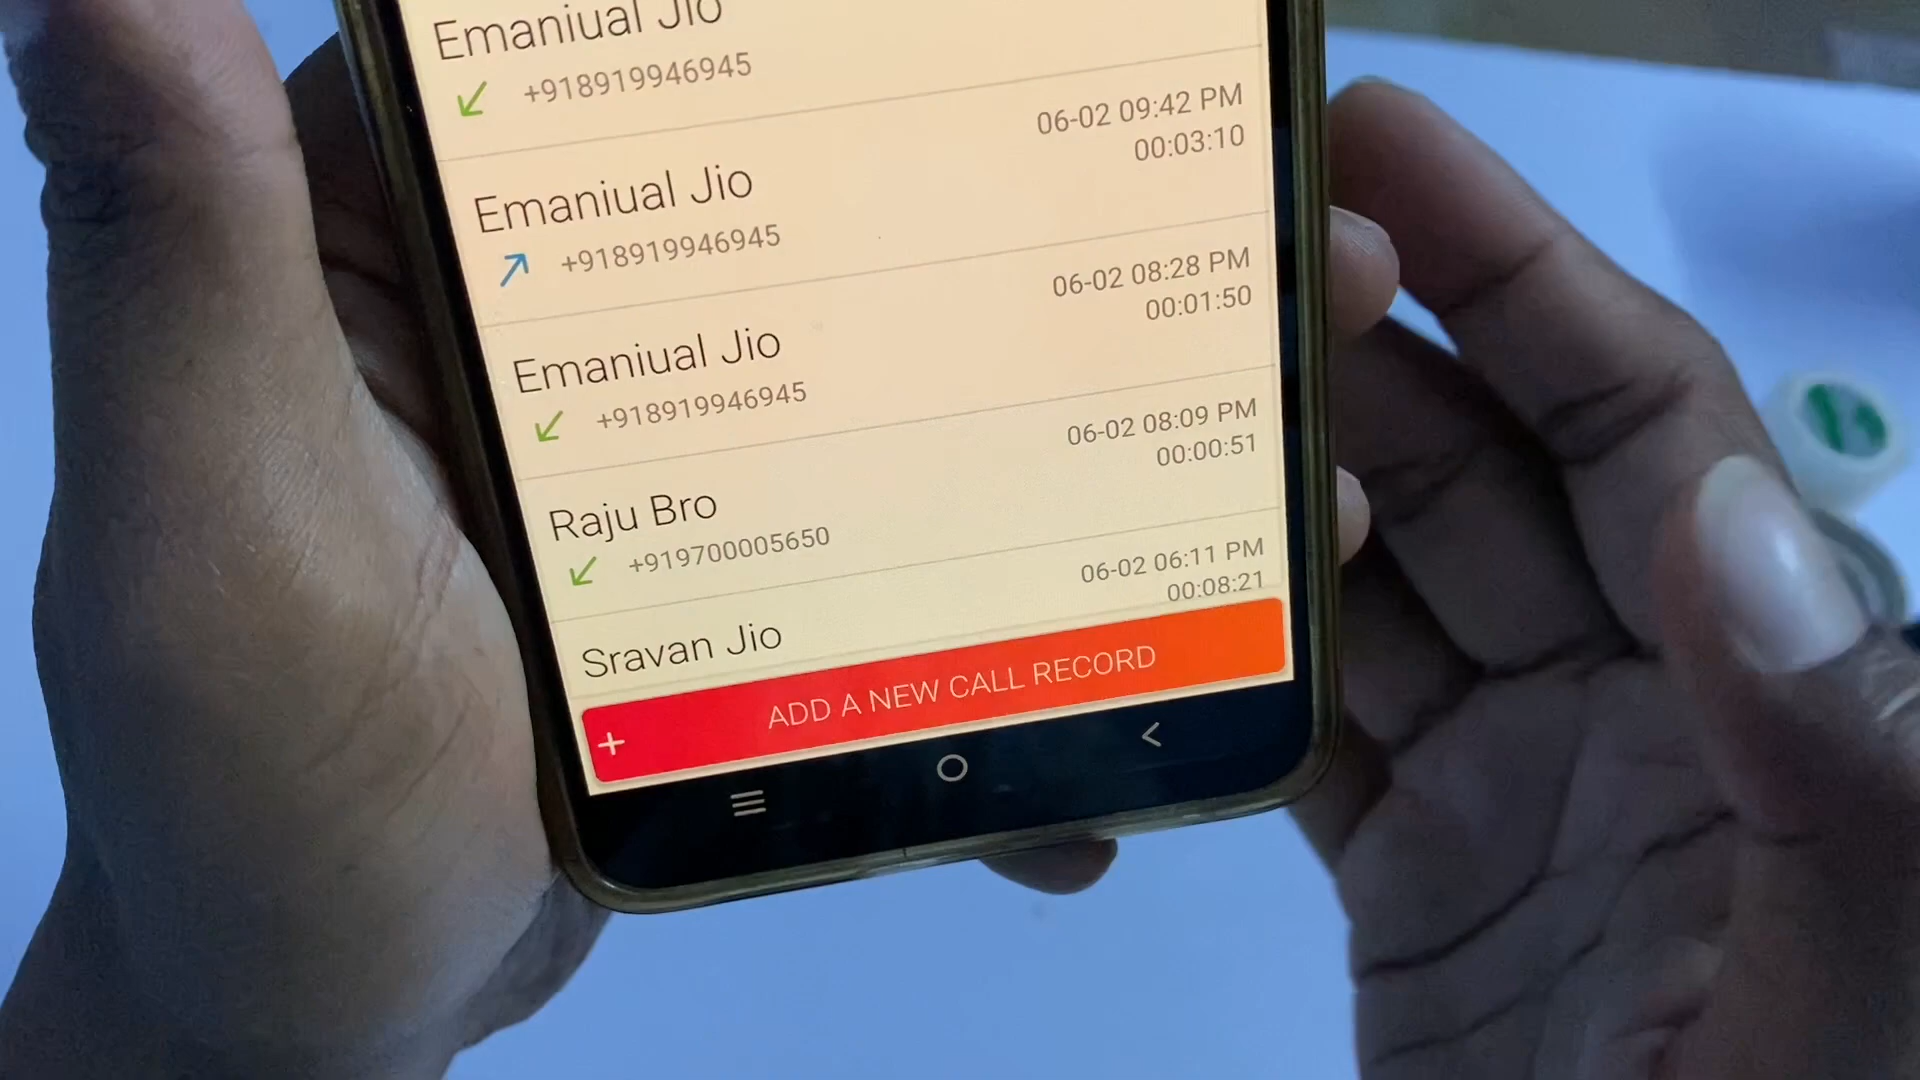 Emaniual Jio
+918919946945
06-02 09:42 PM
00:03:10
Emaniual Jio
+918919946945
06-02 08:28 PM
00:01:50
Emaniual Jio
+918919946945
06-02 08:09 PM
00:00:51
Raju Bro
+919700005650
06-02 06:11 PM
00:08:21
Sravan Jio
+ ADD A NEW CALL RECORD